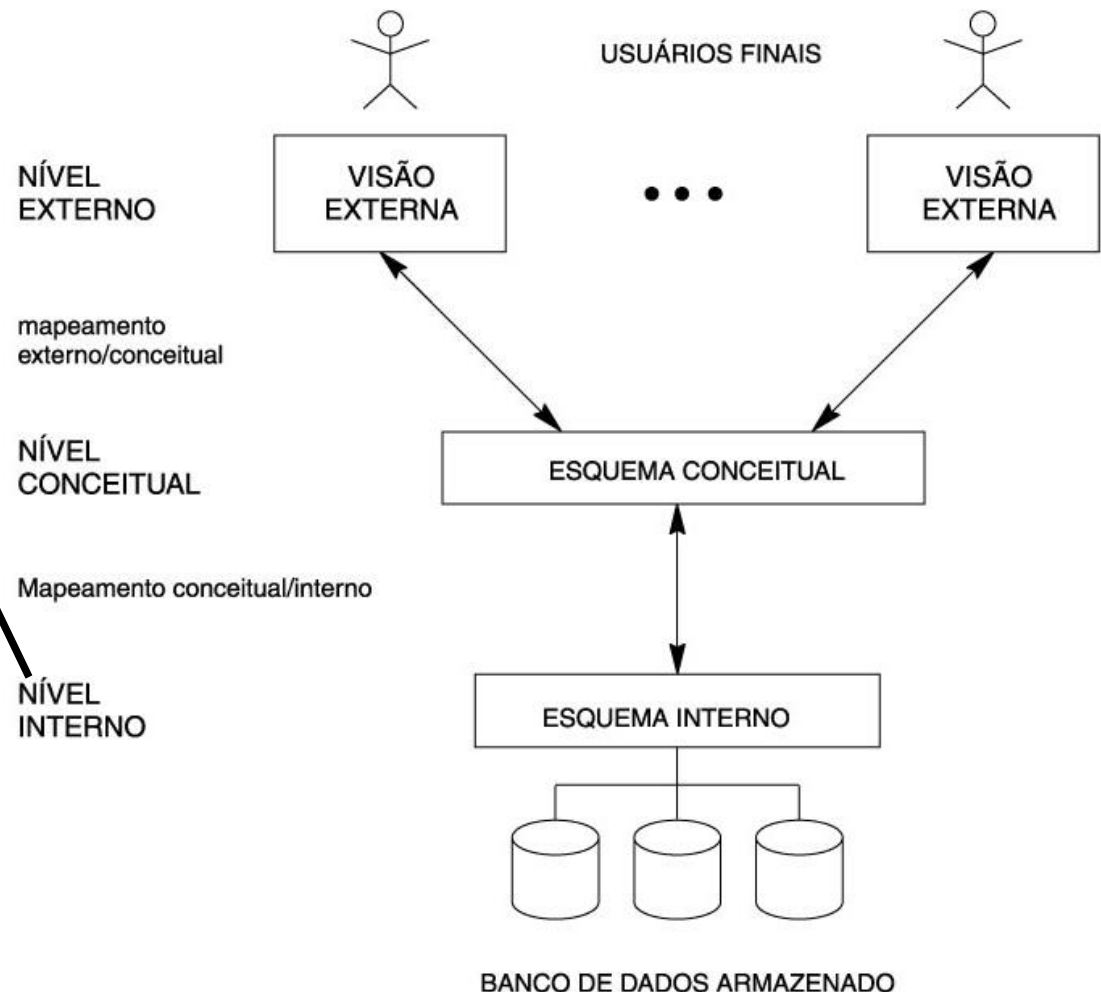 USUÁRIOS FINAIS
NÍVEL
EXTERNO
VISÃO
EXTERNA
VISÃO
EXTERNA
mapeamento
externo/conceitual
NÍVEL
CONCEITUAL
ESQUEMA CONCEITUAL
Mapeamento conceitual/interno
NÍVEL
INTERNO
ESQUEMA INTERNO
BANCO DE DADOS ARMAZENADO